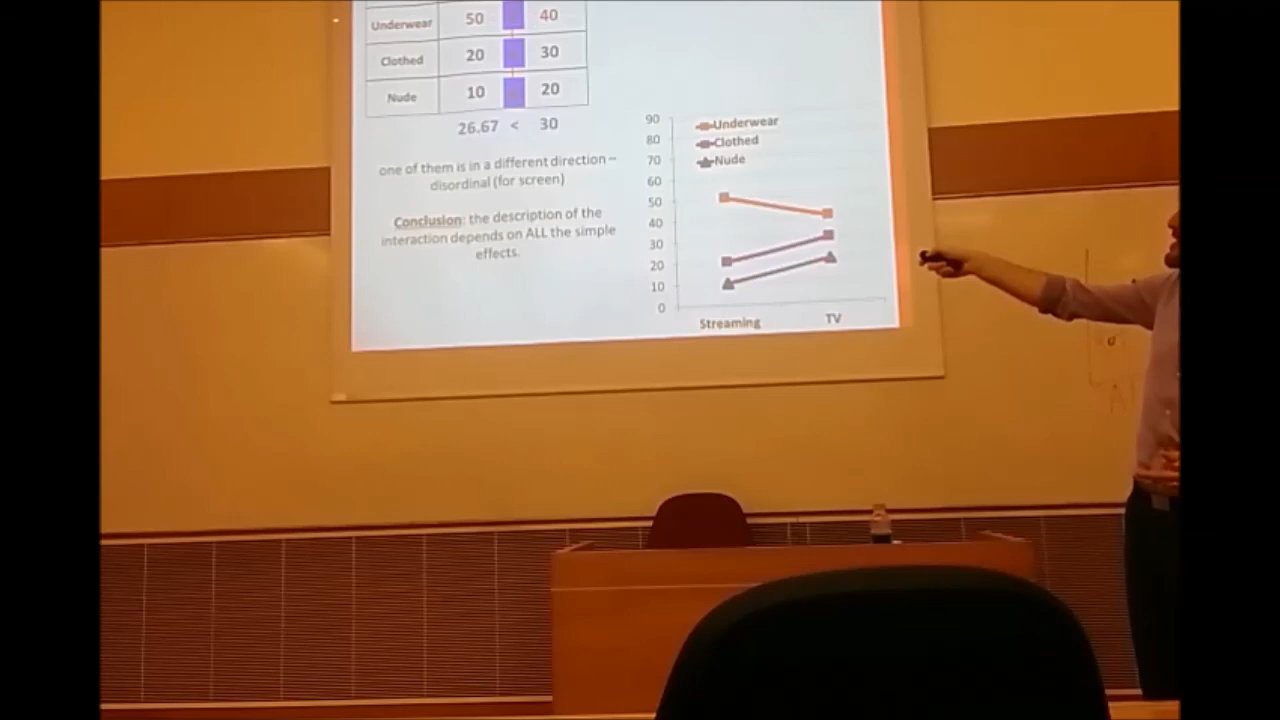 Underwear 50 40
Clothed 20 30
Nude 10 20
26.67 < 30
one of them is in a different direction –
disordinal (for screen)
Conclusion: the description of the
interaction depends on ALL the simple
effects.
90
80
70
60
50
40
30
20
10
0
Underwear
Clothed
Nude
Streaming TV